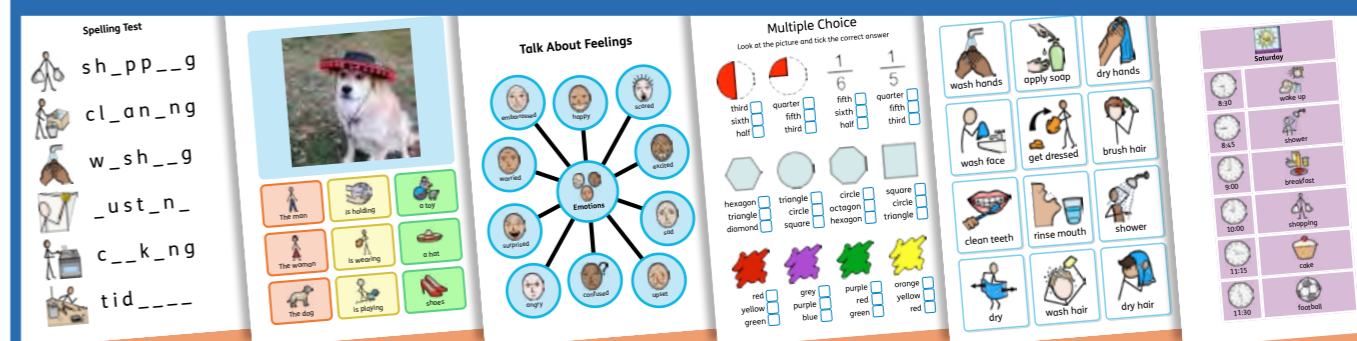 Spelling Test
sh_pp__g
cl_an_ng
w_sh__g
_ust_n_
c__k_ng
tid____
The man
is holding
a toy
The woman
is wearing
a hat
The dog
is playing
shoes
Talk About Feelings
embarrassed
happy
scared
worried
excited
Emotions
surprised
sad
angry
confused
upset
Multiple Choice
Look at the picture and tick the correct answer
1
6
1
5
third
sixth
half
quarter
fifth
third
fifth
sixth
half
quarter
fifth
third
hexagon
triangle
diamond
triangle
circle
square
circle
octagon
hexagon
square
circle
triangle
red
yellow
green
grey
purple
blue
purple
red
green
orange
yellow
red
wash hands
apply soap
dry hands
wash face
get dressed
brush hair
clean teeth
rinse mouth
shower
dry
wash hair
dry hair
Saturday
8:30
wake up
8:45
shower
9:00
breakfast
10:00
shopping
11:15
cake
11:30
football